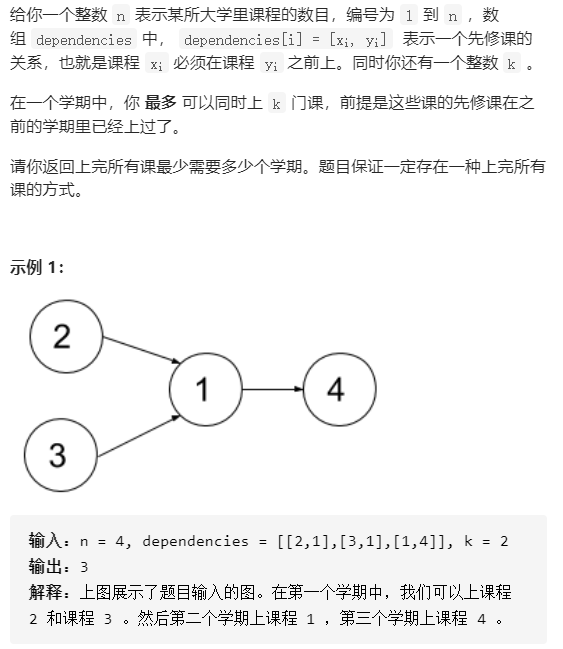 给你一个整数 n 表示某所大学里课程的数目，编号为 1 到 n ，数
组 dependencies 中， dependencies[i] = [xi, yi] 表示一个先修课的
关系，也就是课程 xi 必须在课程 yi 之前上。同时你还有一个整数 k 。
在一个学期中，你 最多 可以同时上 k 门课，前提是这些课的先修课在之
前的学期里已经上过了。
请你返回上完所有课最少需要多少个学期。题目保证一定存在一种上完所有
课的方式。
示例 1：
2
1
4
3
输入：n = 4, dependencies = [[2,1],[3,1],[1,4]], k = 2
输出：3
解释：上图展示了题目输入的图。在第一个学期中，我们可以上课程
2 和课程 3 。然后第二个学期上课程 1 ，第三个学期上课程 4 。